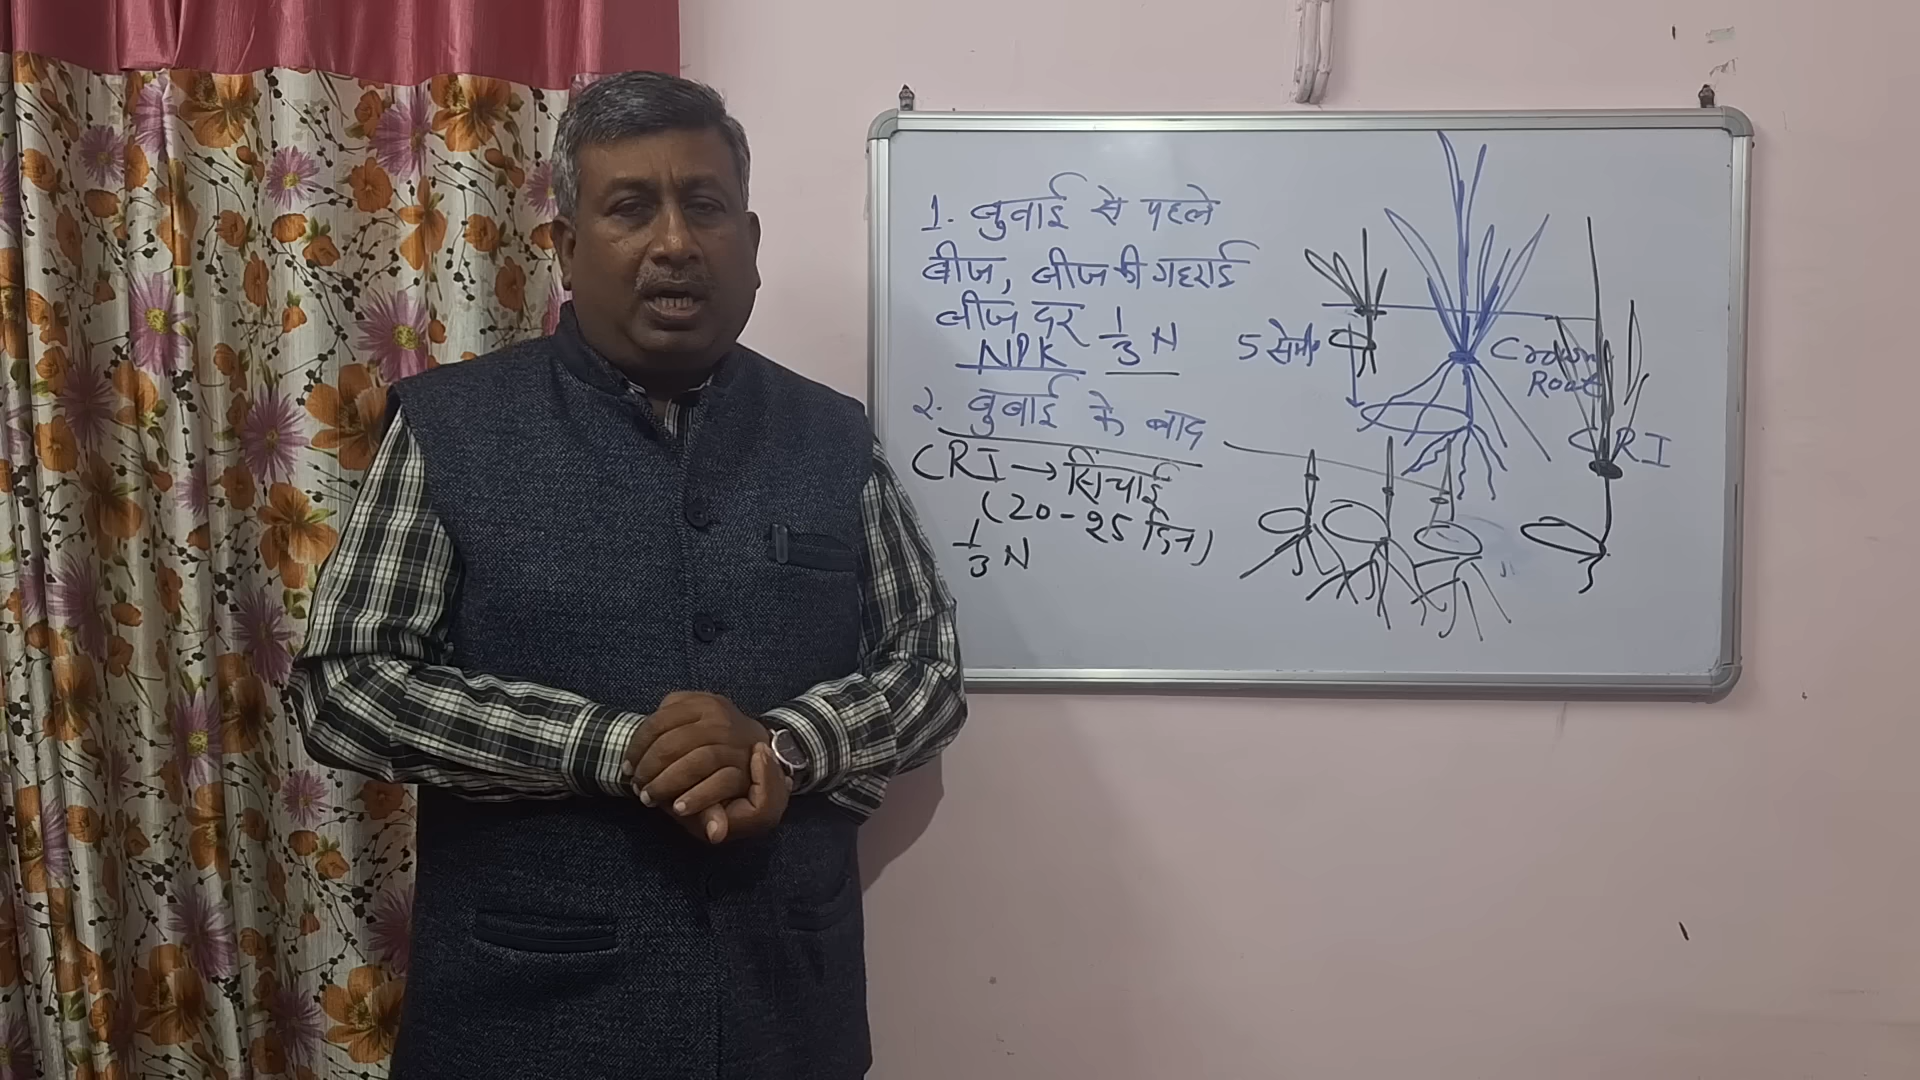 1. बुवाई से पहले
बीज, बीज की गहराई
बीज दर 1/3 N
NPK
2. बुवाई के बाद
CRI → सिंचाई
(20-25 दिन)
1/3 N
5 सेमी
Crown
Root
CRI